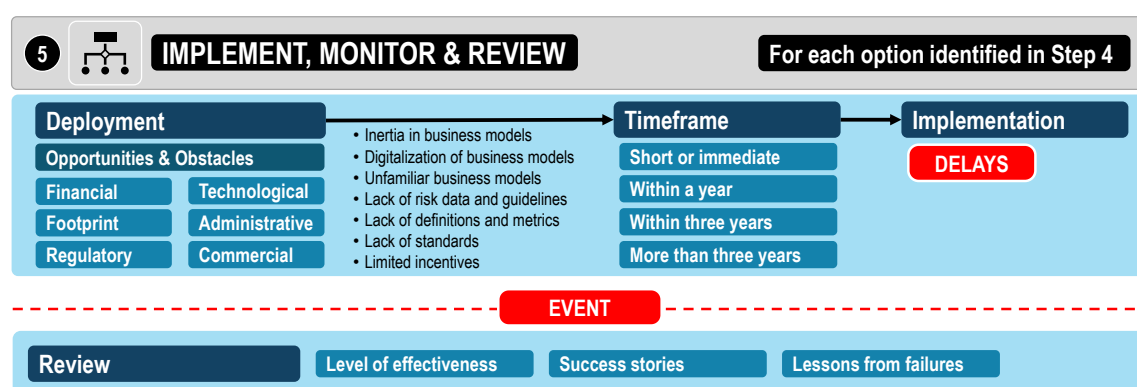 5
IMPLEMENT, MONITOR & REVIEW
For each option identified in Step 4
Deployment
Opportunities & Obstacles
Financial
Technological
Footprint
Administrative
Regulatory
Commercial
• Inertia in business models
• Digitalization of business models
• Unfamiliar business models
• Lack of risk data and guidelines
• Lack of definitions and metrics
• Lack of standards
• Limited incentives
Timeframe
Short or immediate
Within a year
Within three years
More than three years
Implementation
DELAYS
EVENT
Review
Level of effectiveness
Success stories
Lessons from failures